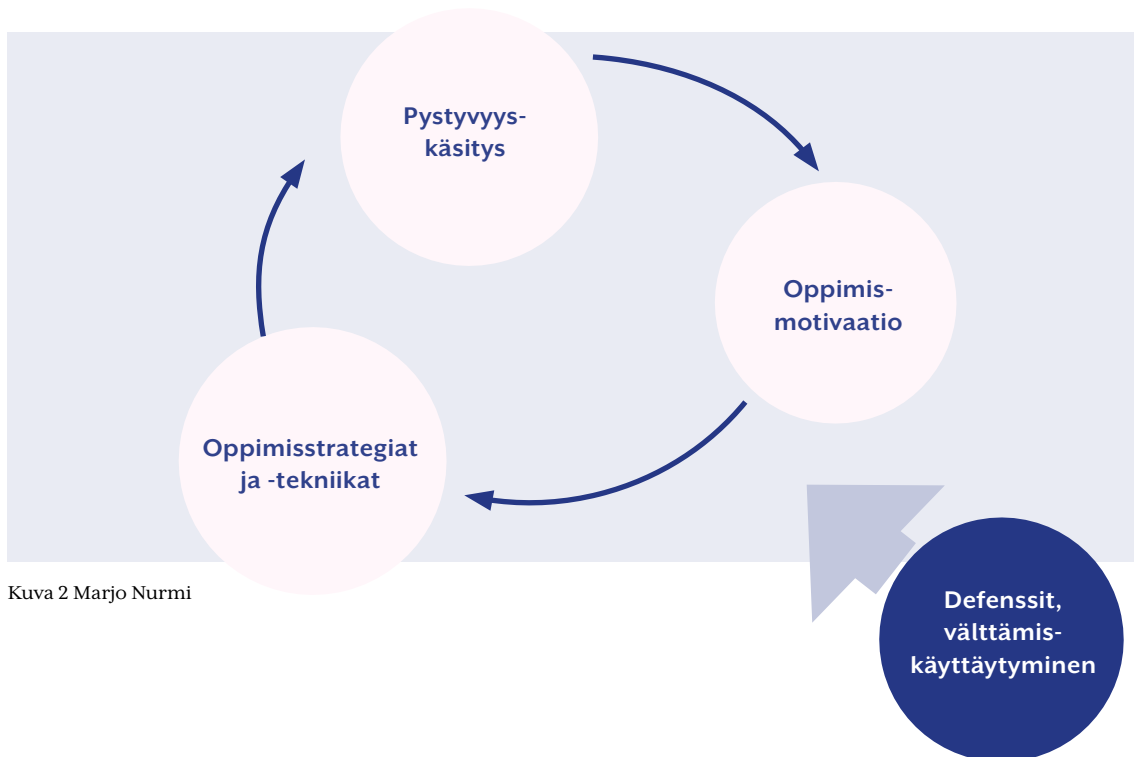 Pystyvyys-
käsitys
Oppimis-
motivaatio
Oppimisstrategiat
ja -tekniikat
Kuva 2 Marjo Nurmi
Defenssit,
välttämis-
käyttäytyminen